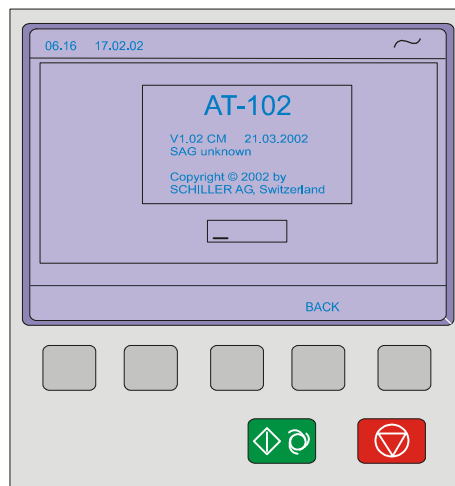 06.16 17.02.02
AT-102
V1.02 CM 21.03.2002
SAG unknown
Copyright © 2002 by
SCHILLER AG, Switzerland
BACK